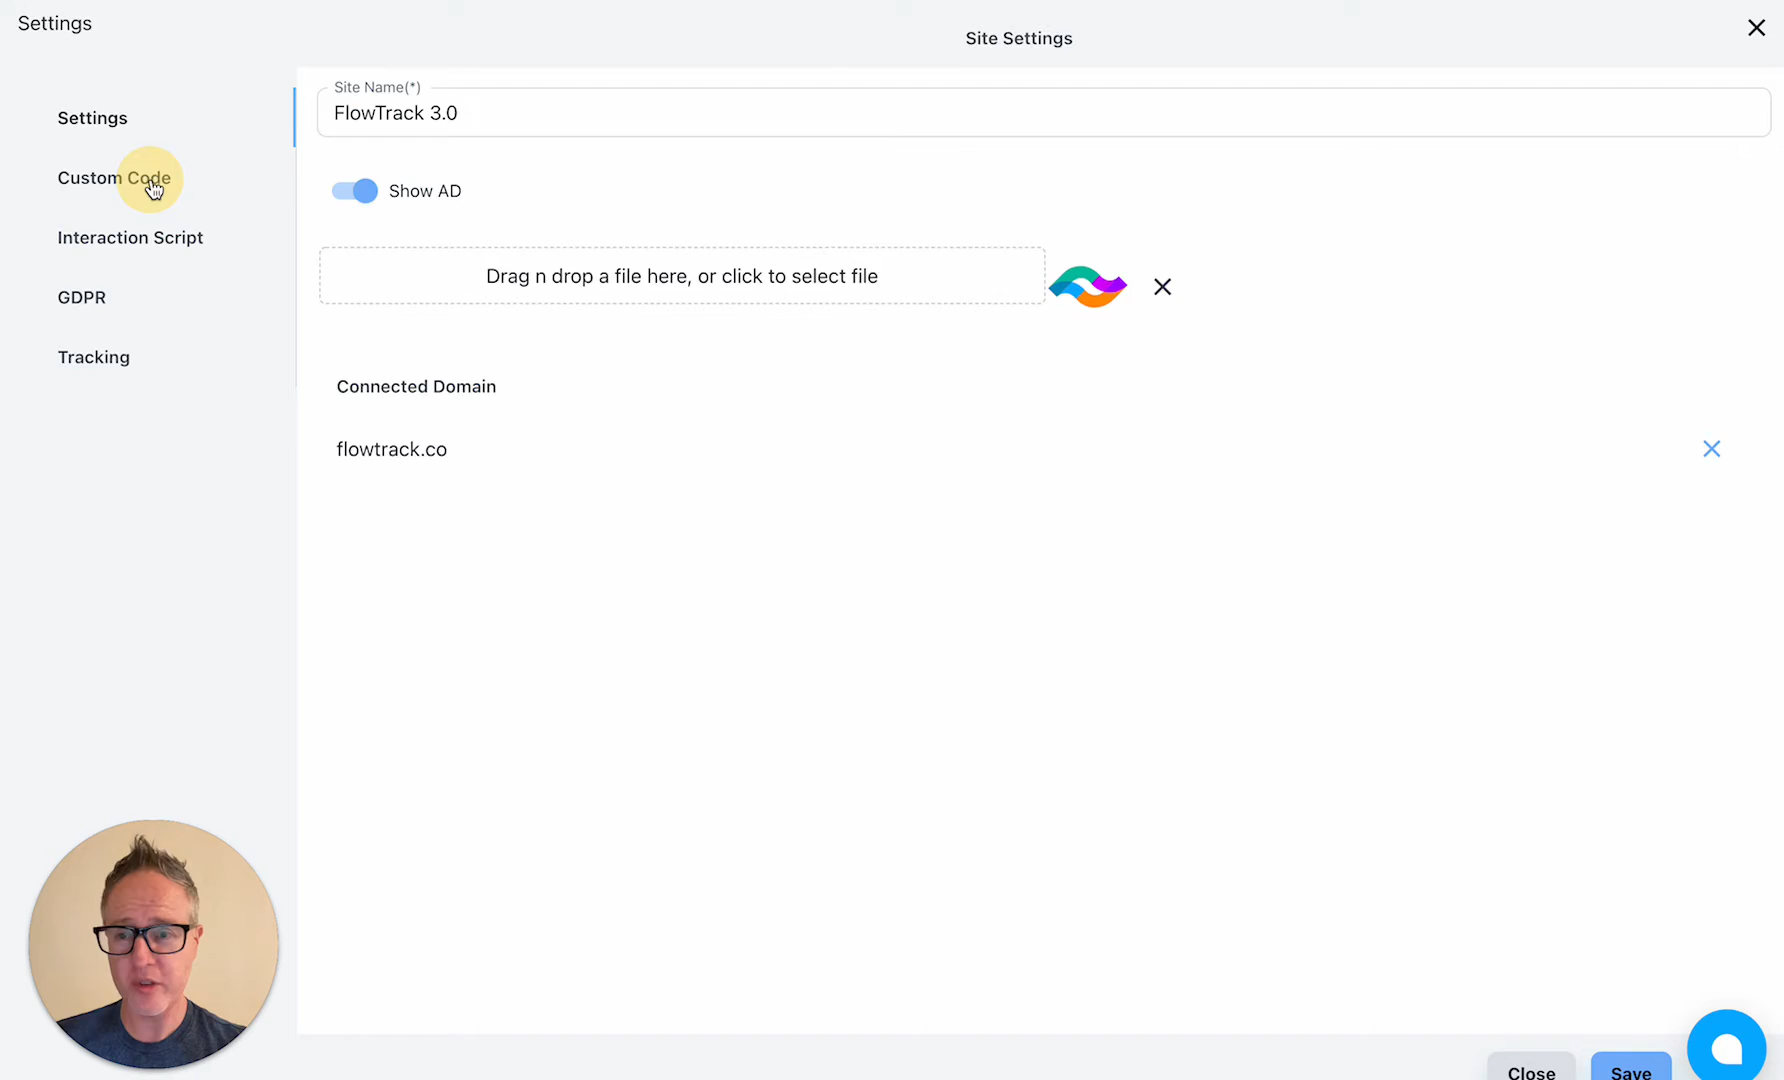 Settings
Site Settings
Settings
Custom Code
Interaction Script
GDPR
Tracking
Site Name(*)
FlowTrack 3.0
Show AD
Drag n drop a file here, or click to select file
Connected Domain
flowtrack.co
Close
Save